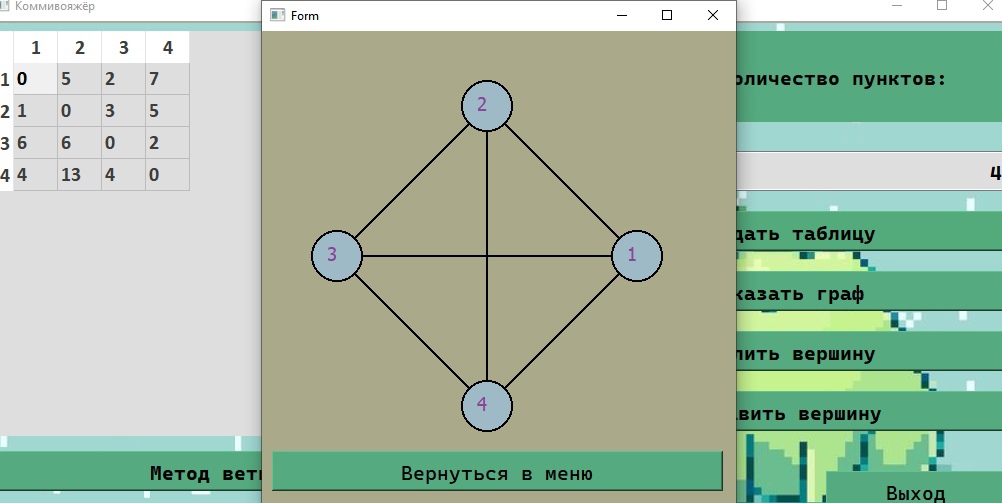 Коммивояжёр
Form
1 2 3 4
1 0 5 2 7
2 1 0 3 5
3 6 6 0 2
4 4 13 4 0
2
3
1
4
оличество пунктов:
4
дать таблицу
казать граф
лить вершину
вить вершину
Метод ветв
Вернуться в меню
Выход